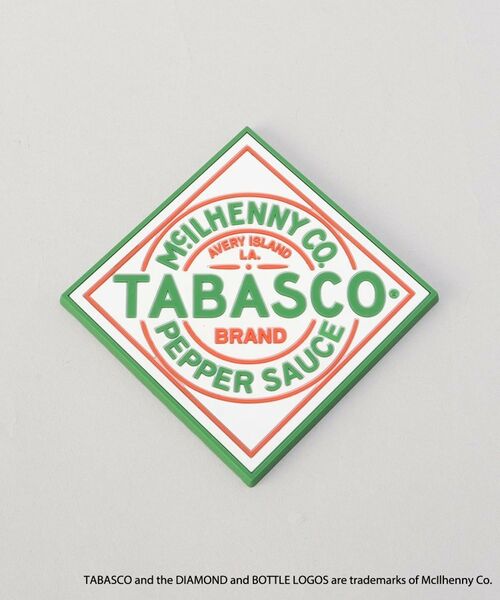 McILHENNY CO.
AVERY ISLAND
LA.
TABASCO®
BRAND
PEPPER SAUCE
TABASCO and the DIAMOND and BOTTLE LOGOS are trademarks of McIlhenny Co.